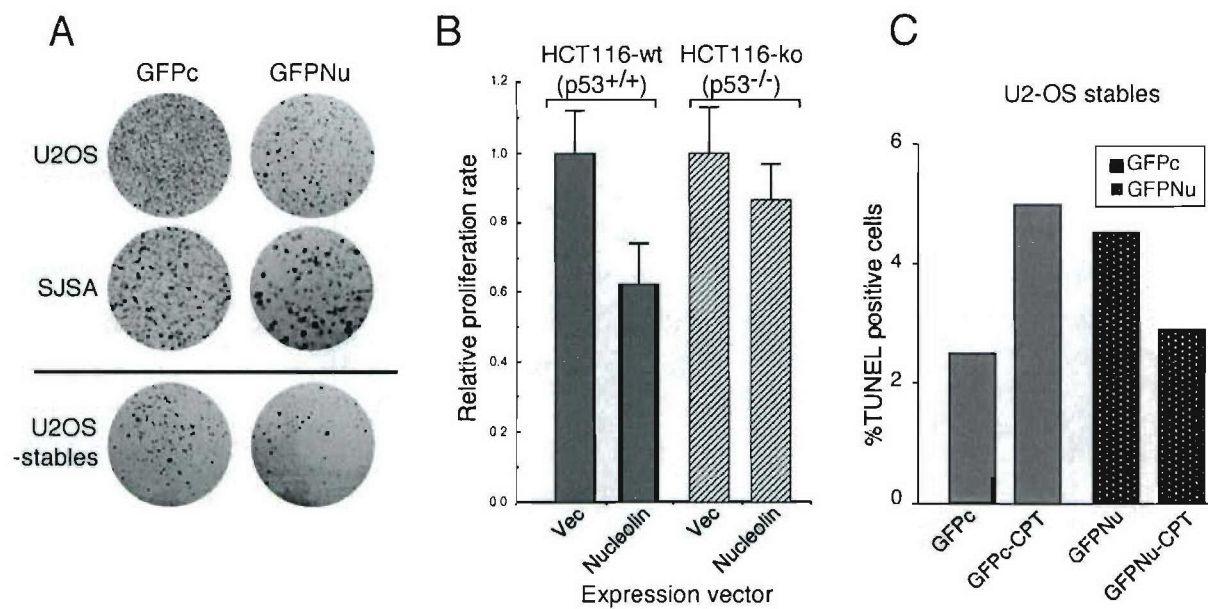 A
GFPc GFPNu
U2OS
SJSA
U2OS
-stables
B
HCT116-wt HCT116-ko
(p53+/+) (p53-/-)
Relative proliferation rate
1.2
1.0
0.8
0.6
0.4
0.2
0.0
Vec
Nucleolin
Vec
Nucleolin
Expression vector
C
U2-OS stables
GFPc
GFPNu
%TUNEL positive cells
6
4
2
0
GFPc
GFPc-CPT
GFPNu
GFPNu-CPT